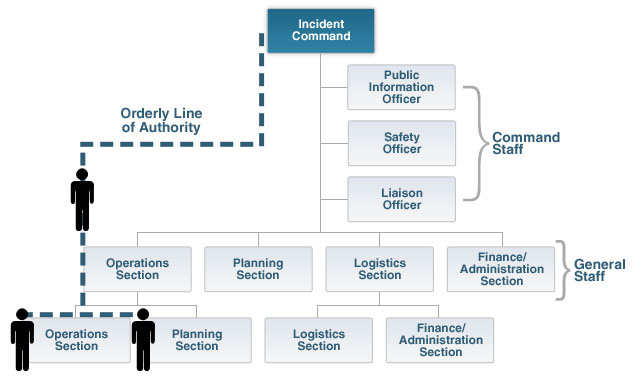 Incident
Command
Public
Information
Officer
Orderly Line
of Authority
Safety
Officer
Command
Staff
Liaison
Officer
Operations
Section
Planning
Section
Logistics
Section
Finance/
Administration
Section
General
Staff
Operations
Section
Planning
Section
Logistics
Section
Finance/
Administration
Section